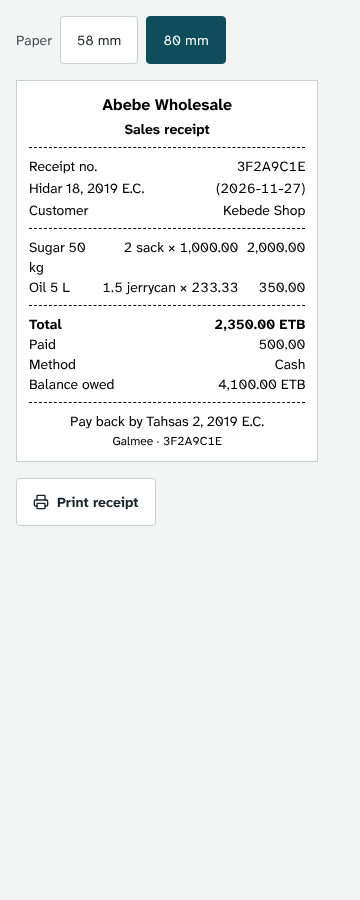 Paper 58 mm 80 mm
Abebe Wholesale
Sales receipt
Receipt no. 3F2A9C1E
Hidar 18, 2019 E.C. (2026-11-27)
Customer Kebede Shop
Sugar 50 kg 2 sack × 1,000.00 2,000.00
Oil 5 L 1.5 jerrycan × 233.33 350.00
Total 2,350.00 ETB
Paid 500.00
Method Cash
Balance owed 4,100.00 ETB
Pay back by Tahsas 2, 2019 E.C.
Galmee · 3F2A9C1E
Print receipt